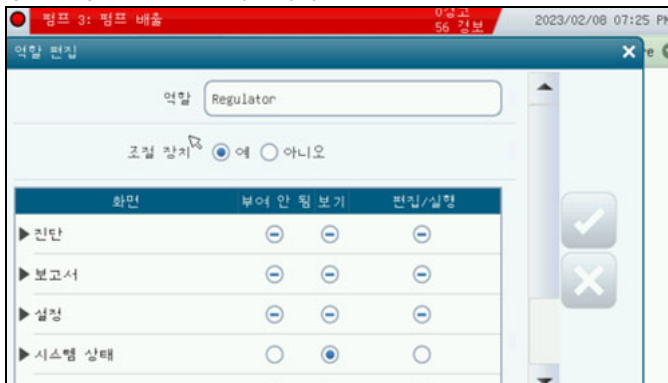 펌프 3: 펌프 배출
0경고
56 경보
2023/02/08 07:25 PM
역할 편집
역할
Regulator
조절 장치
예
아니오
화면 부여 안 됨 보기 편집/실행
진단
보고서
설정
시스템 상태